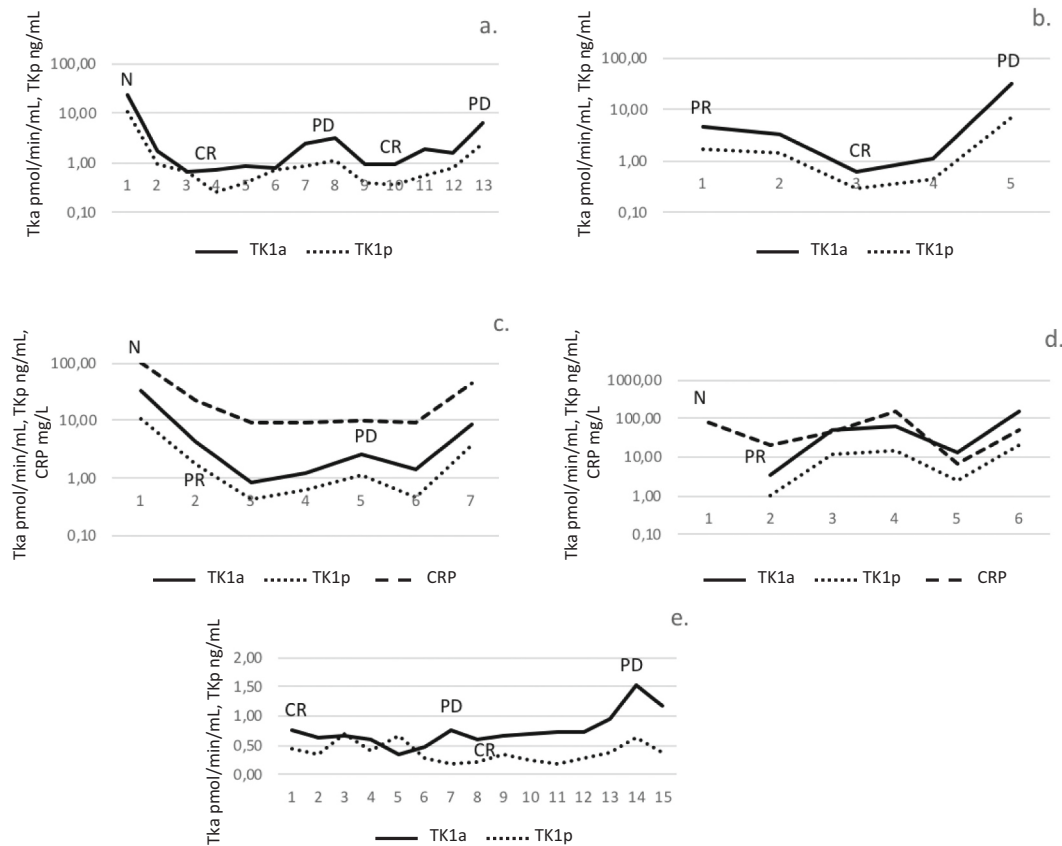 a.
Tka pmol/min/mL, TKp ng/mL
100,00
10,00
1,00
0,10
N
CR
PD
CR
PD
1 2 3 4 5 6 7 8 9 10 11 12 13
TK1a TK1p
b.
Tka pmol/min/mL, TKp ng/mL
100,00
10,00
1,00
0,10
PR
CR
PD
1 2 3 4 5
TK1a TK1p
c.
Tka pmol/min/mL, TKp ng/mL,
CRP mg/L
100,00
10,00
1,00
0,10
N
PR
PD
1 2 3 4 5 6 7
TK1a TK1p CRP
d.
Tka pmol/min/mL, TKp ng/mL,
CRP mg/L
1000,00
100,00
10,00
1,00
0,10
N
PR
1 2 3 4 5 6
TK1a TK1p CRP
e.
Tka pmol/min/mL, TKp ng/mL
2,00
1,50
1,00
0,50
0,00
CR
PD
CR
PD
1 2 3 4 5 6 7 8 9 10 11 12 13 14 15
TK1a TK1p